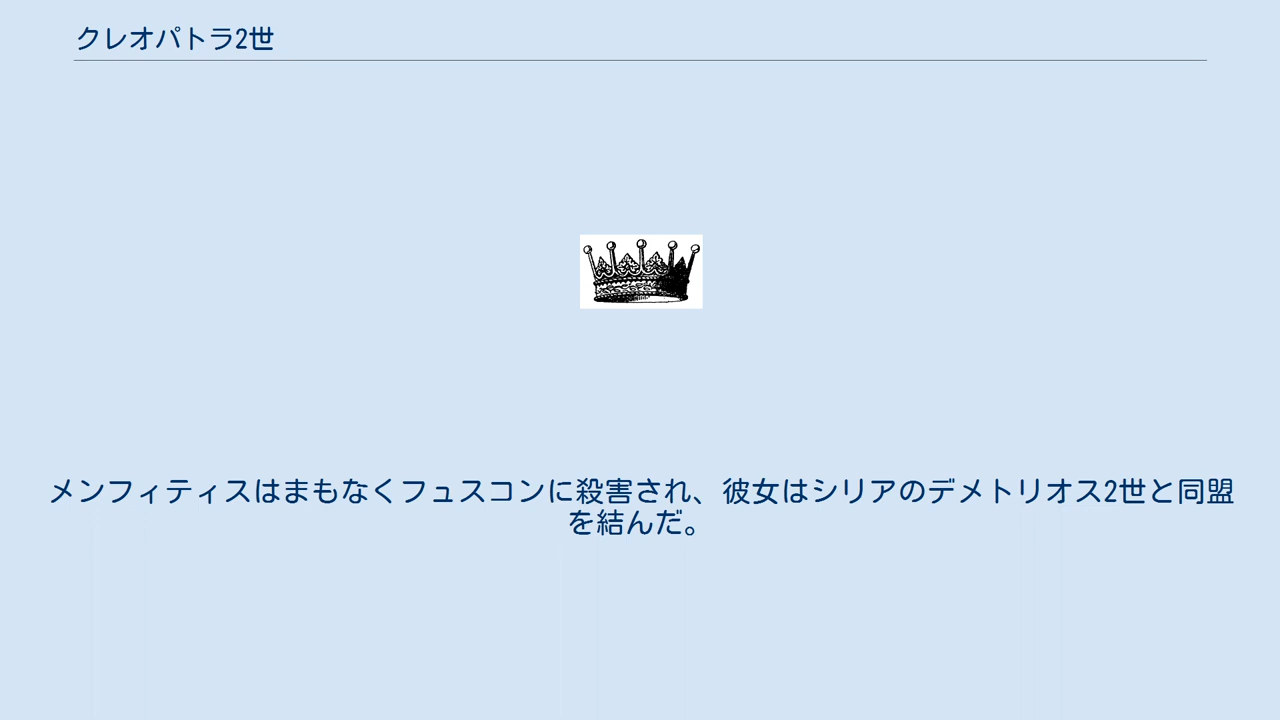 クレオパトラ2世
メンフィティスはまもなくフュスコンに殺害され、彼女はシリアのデメトリオス2世と同盟
を結んだ。